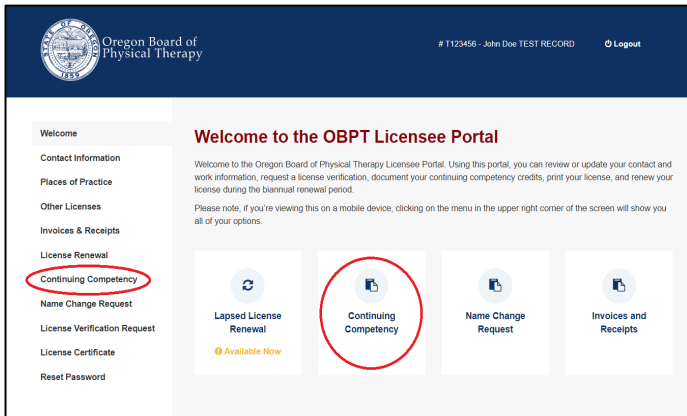 STATE OF OREGON
1859
Oregon Board of
Physical Therapy
# T123456 - John Doe TEST RECORD
Logout
Welcome
Contact Information
Places of Practice
Other Licenses
Invoices & Receipts
License Renewal
Continuing Competency
Name Change Request
License Verification Request
License Certificate
Reset Password
Welcome to the OBPT Licensee Portal
Welcome to the Oregon Board of Physical Therapy Licensee Portal. Using this portal, you can review or update your contact and
work information, request a license verification, document your continuing competency credits, print your license, and renew your
license during the biannual renewal period.
Please note, if you're viewing this on a mobile device, clicking on the menu in the upper right corner of the screen will show you
all of your options.
Lapsed License
Renewal
Available Now
Continuing
Competency
Name Change
Request
Invoices and
Receipts